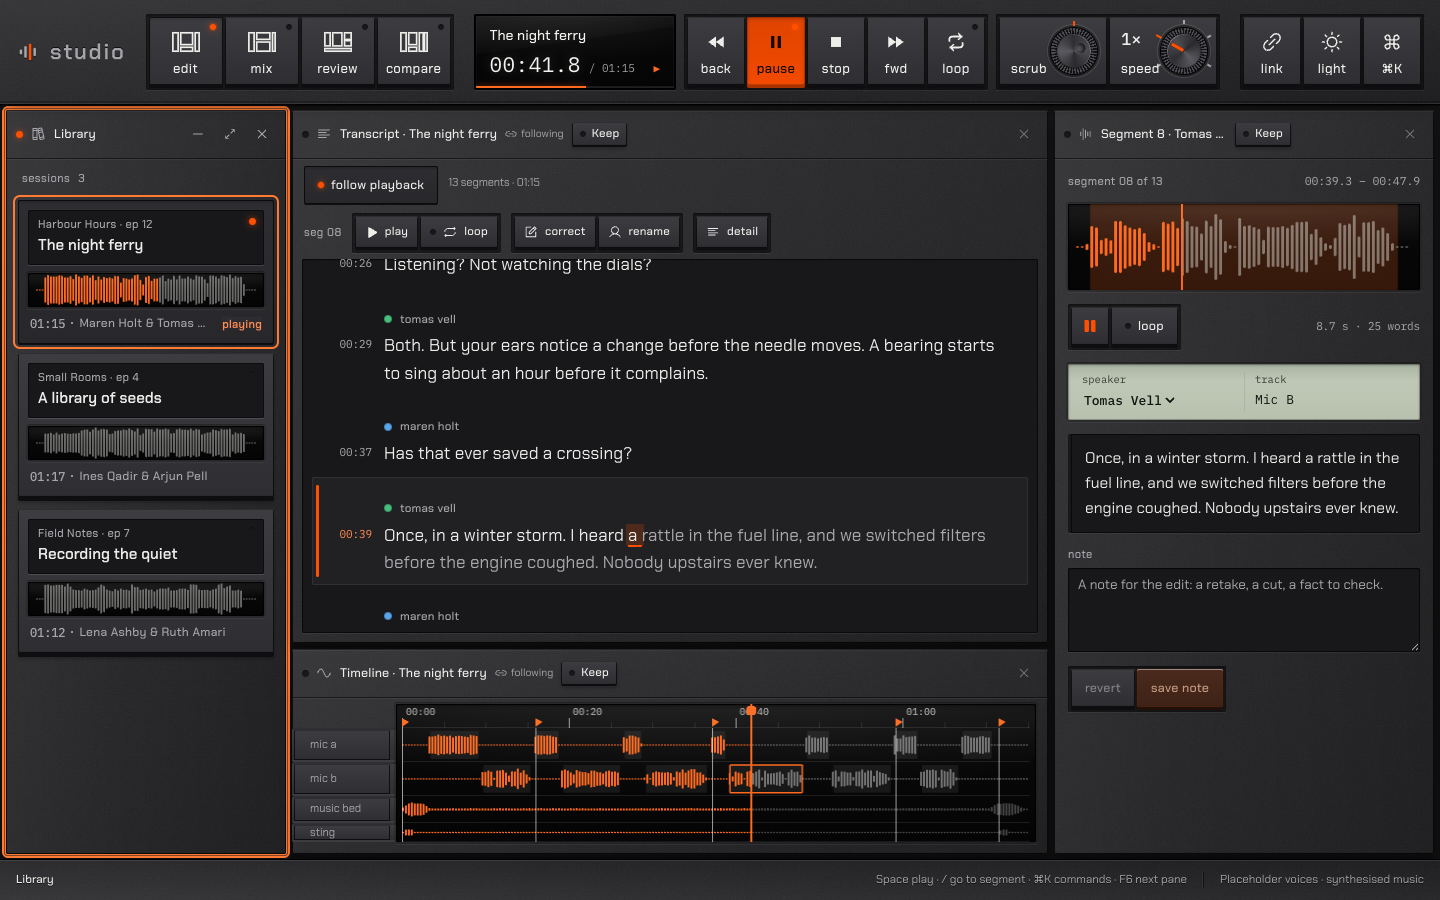 studio
edit
mix
review
compare
The night ferry
00:41.8 / 01:15
back
pause
stop
fwd
loop
scrub
1×
speed
link
light
⌘K
Library
sessions 3
Harbour Hours · ep 12
The night ferry
01:15 · Maren Holt & Tomas ... playing
Small Rooms · ep 4
A library of seeds
01:17 · Ines Qadir & Arjun Pell
Field Notes · ep 7
Recording the quiet
01:12 · Lena Ashby & Ruth Amari
Transcript · The night ferry following Keep
follow playback 13 segments · 01:15
seg 08 play loop correct rename detail
00:26 Listening? Not watching the dials?
tomas vell
00:29 Both. But your ears notice a change before the needle moves. A bearing starts
to sing about an hour before it complains.
maren holt
00:37 Has that ever saved a crossing?
tomas vell
00:39 Once, in a winter storm. I heard a rattle in the fuel line, and we switched filters
before the engine coughed. Nobody upstairs ever knew.
maren holt
Timeline · The night ferry following Keep
00:00 00:20 00:40 01:00
mic a
mic b
music bed
sting
Segment 8 · Tomas ... Keep
segment 08 of 13 00:39.3 – 00:47.9
loop 8.7 s · 25 words
speaker track
Tomas Vell Mic B
Once, in a winter storm. I heard a rattle in the
fuel line, and we switched filters before the
engine coughed. Nobody upstairs ever knew.
note
A note for the edit: a retake, a cut, a fact to check.
revert save note
Library
Space play · / go to segment · ⌘K commands · F6 next pane
Placeholder voices · synthesised music